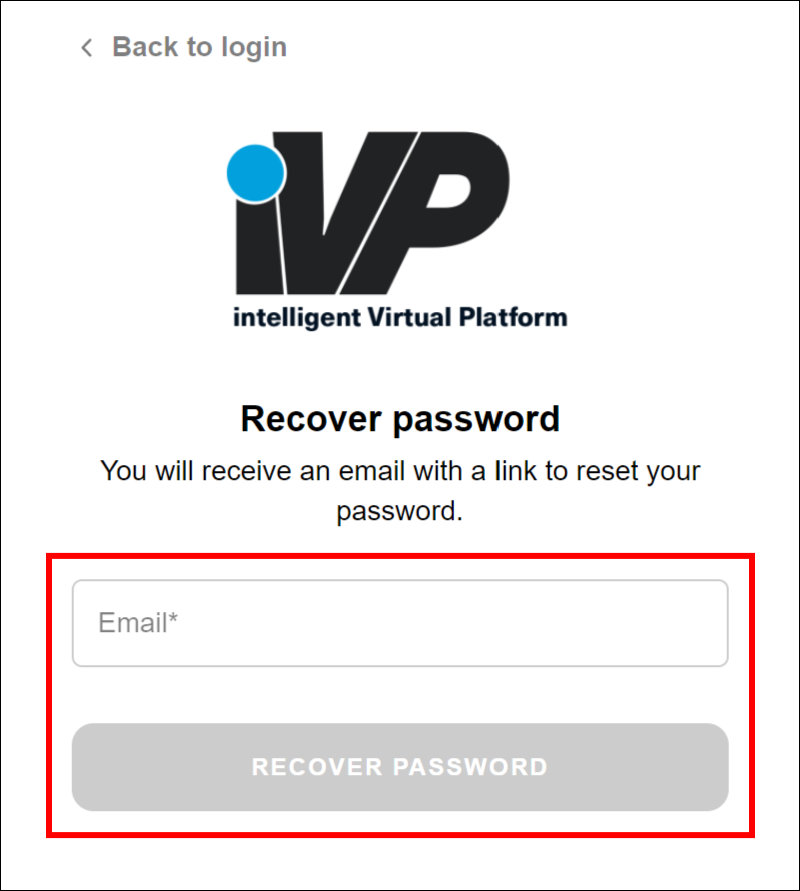 Back to login
iVP
intelligent Virtual Platform
Recover password
You will receive an email with a link to reset your
password.
Email*
RECOVER PASSWORD